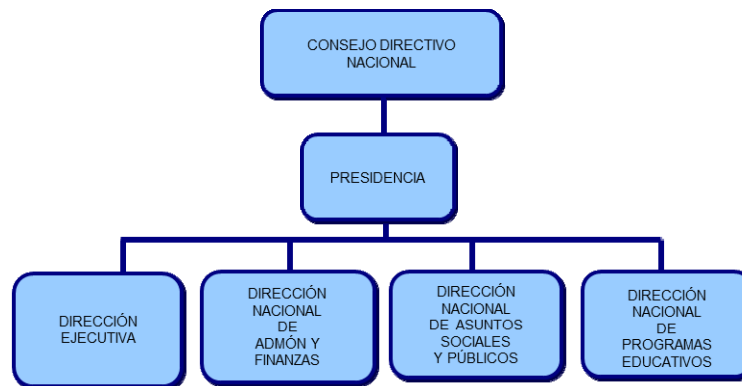 CONSEJO DIRECTIVO
NACIONAL
PRESIDENCIA
DIRECCIÓN
EJECUTIVA
DIRECCIÓN
NACIONAL
DE
ADMÓN Y
FINANZAS
DIRECCIÓN
NACIONAL
DE ASUNTOS
SOCIALES
Y PÚBLICOS
DIRECCIÓN
NACIONAL
DE
PROGRAMAS
EDUCATIVOS